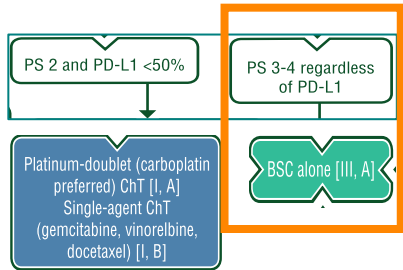 PS 2 and PD-L1 <50%
PS 3-4 regardless
of PD-L1
Platinum-doublet (carboplatin
preferred) ChT [I, A]
Single-agent ChT
(gemcitabine, vinorelbine,
docetaxel) [I, B]
BSC alone [III, A]